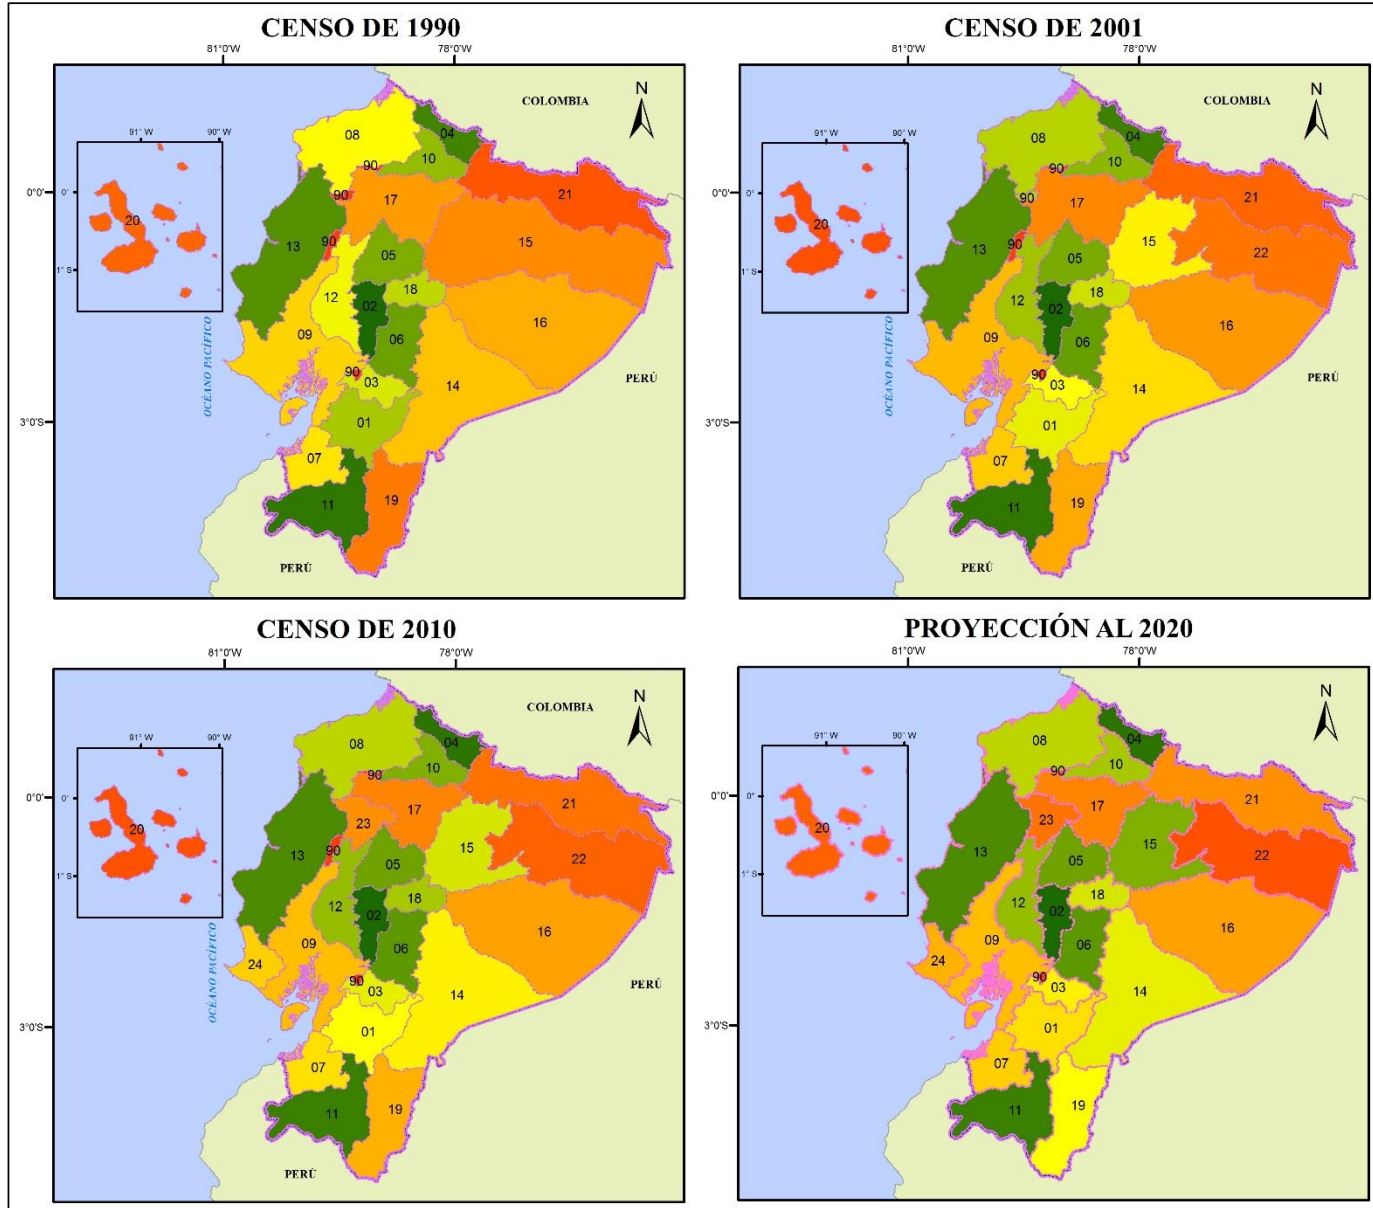 CENSO DE 1990
81°0'W
78°0'W
N
COLOMBIA
91° W
90° W
0°
1° S
20
0°0'
3°0'S
OCÉANO PACÍFICO
08
04
10
90
90
21
17
13
90
05
15
12
18
02
16
09
06
90
03
14
01
07
11
19
PERÚ
PERÚ
CENSO DE 2001
81°0'W
78°0'W
N
COLOMBIA
91° W
90° W
0°
1° S
20
0°0'
3°0'S
OCÉANO PACÍFICO
08
04
10
90
90
21
17
13
90
15
22
05
12
18
02
16
09
06
90
03
14
01
07
11
19
PERÚ
PERÚ
CENSO DE 2010
81°0'W
78°0'W
N
COLOMBIA
91° W
90° W
0°
1° S
20
0°0'
3°0'S
OCÉANO PACÍFICO
08
04
10
90
21
17
23
13
90
05
15
22
12
18
02
16
09
06
24
90
03
14
01
07
11
19
PERÚ
PERÚ
PROYECCIÓN AL 2020
81°0'W
78°0'W
N
91° W
90° W
0°
1° S
20
0°0'
3°0'S
08
04
10
90
21
17
23
13
05
15
22
12
18
02
16
09
06
24
90
03
14
01
07
11
19